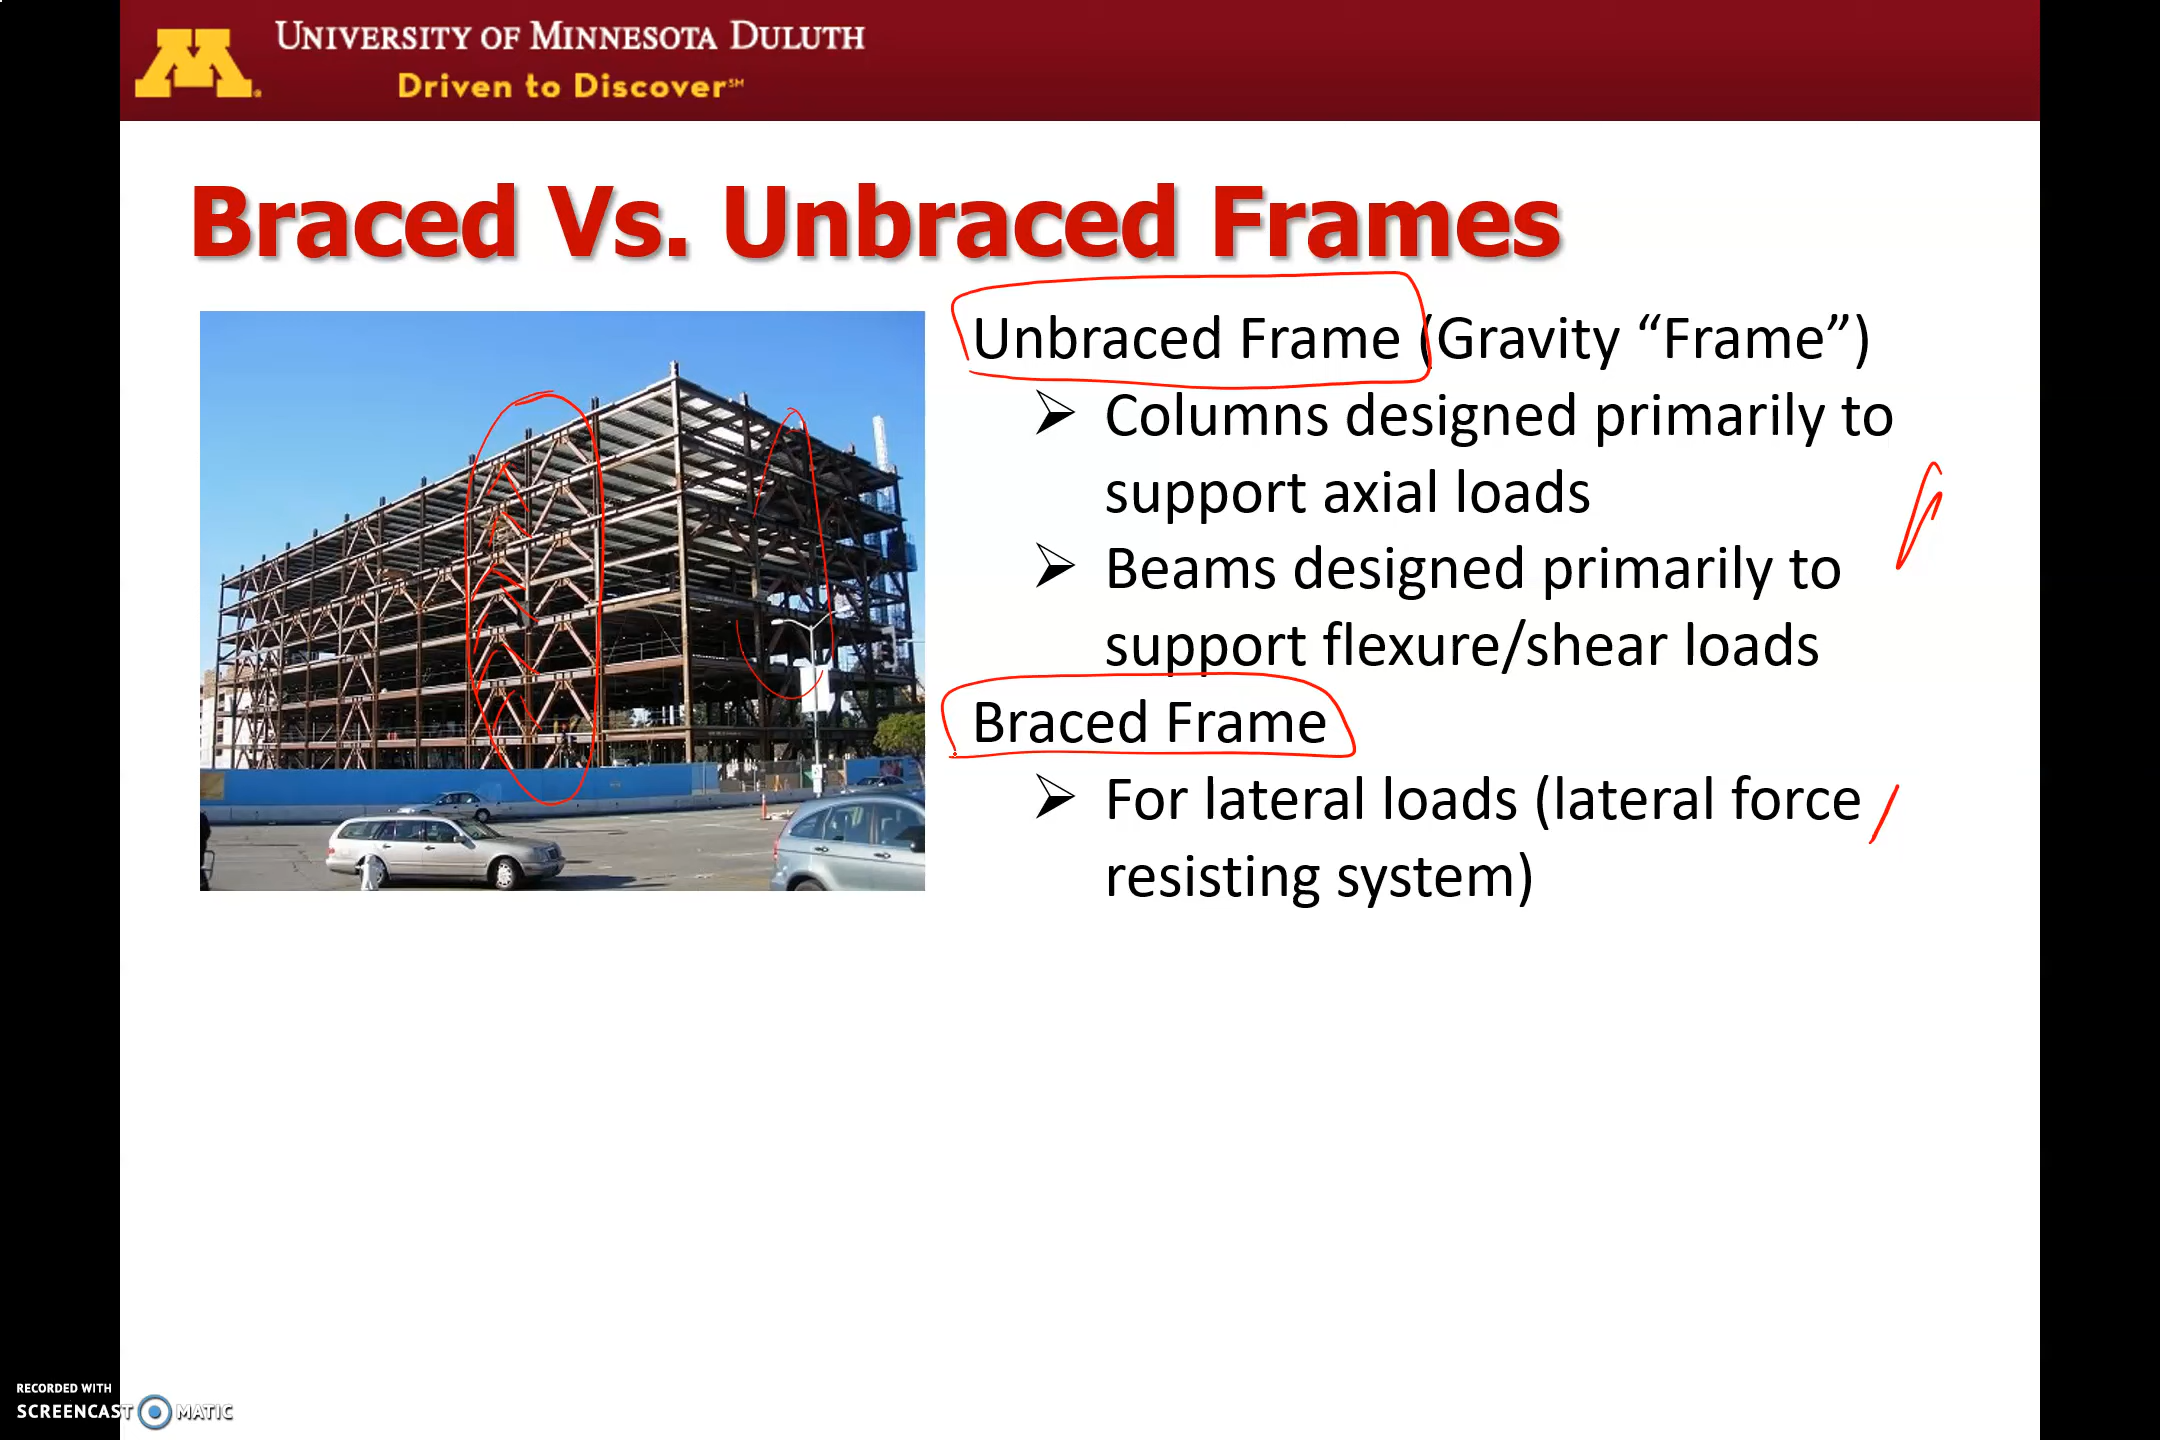 UNIVERSITY OF MINNESOTA DULUTH
Driven to Discover℠
Braced Vs. Unbraced Frames
Unbraced Frame (Gravity “Frame”)
➢ Columns designed primarily to
support axial loads
➢ Beams designed primarily to
support flexure/shear loads
Braced Frame
➢ For lateral loads (lateral force
resisting system)
RECORDED WITH
SCREENCAST MATIC